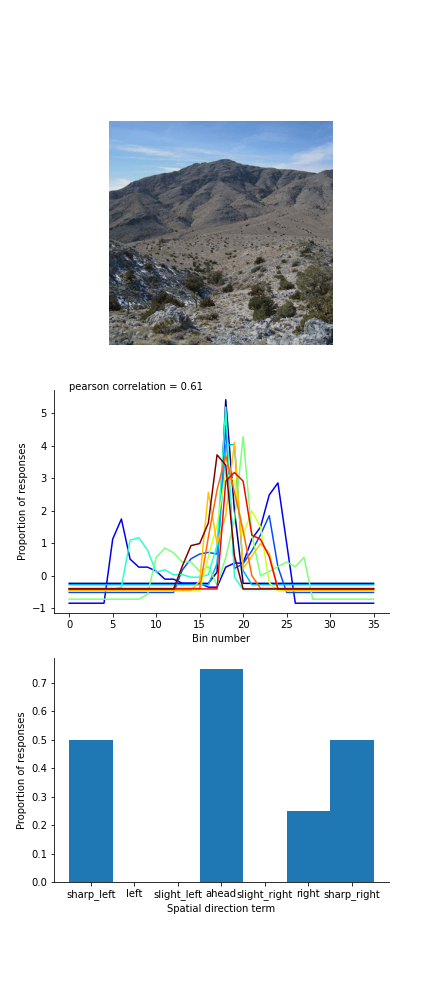 pearson correlation = 0.61
Proportion of responses
5
4
3
2
1
0
−1
0 5 10 15 20 25 30 35
Bin number
Proportion of responses
0.7
0.6
0.5
0.4
0.3
0.2
0.1
0.0
sharp_left left slight_left ahead slight_right right sharp_right
Spatial direction term